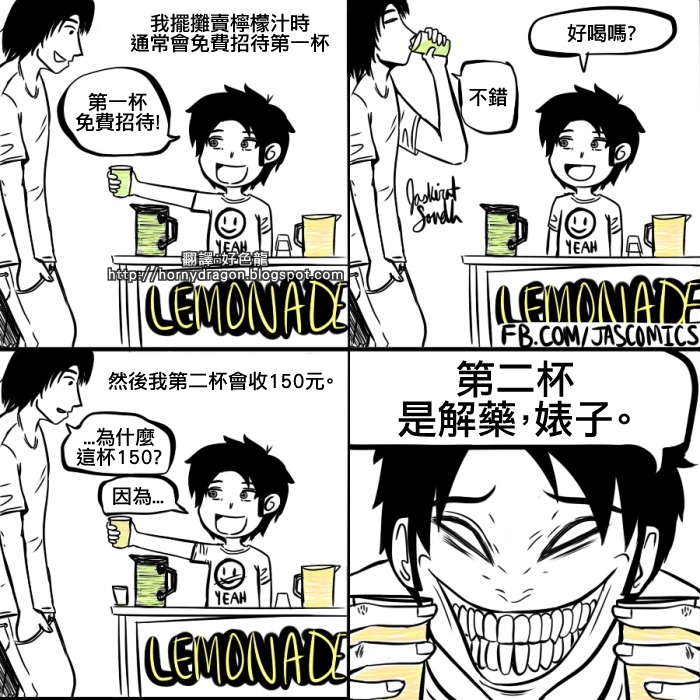 我擺攤賣檸檬汁時
通常會免費招待第一杯
第一杯
免費招待!
YEAH
翻譯:好色龍
http://hornydragon.blogspot.com
LEMONADE
好喝嗎?
不錯
Jaskirat
Sondh
YEAH
LEMONADE
FB.COM/JASCOMICS
然後我第二杯會收150元。
...為什麼
這杯150?
因為...
YEAH
LEMONADE
第二杯
是解藥,婊子。